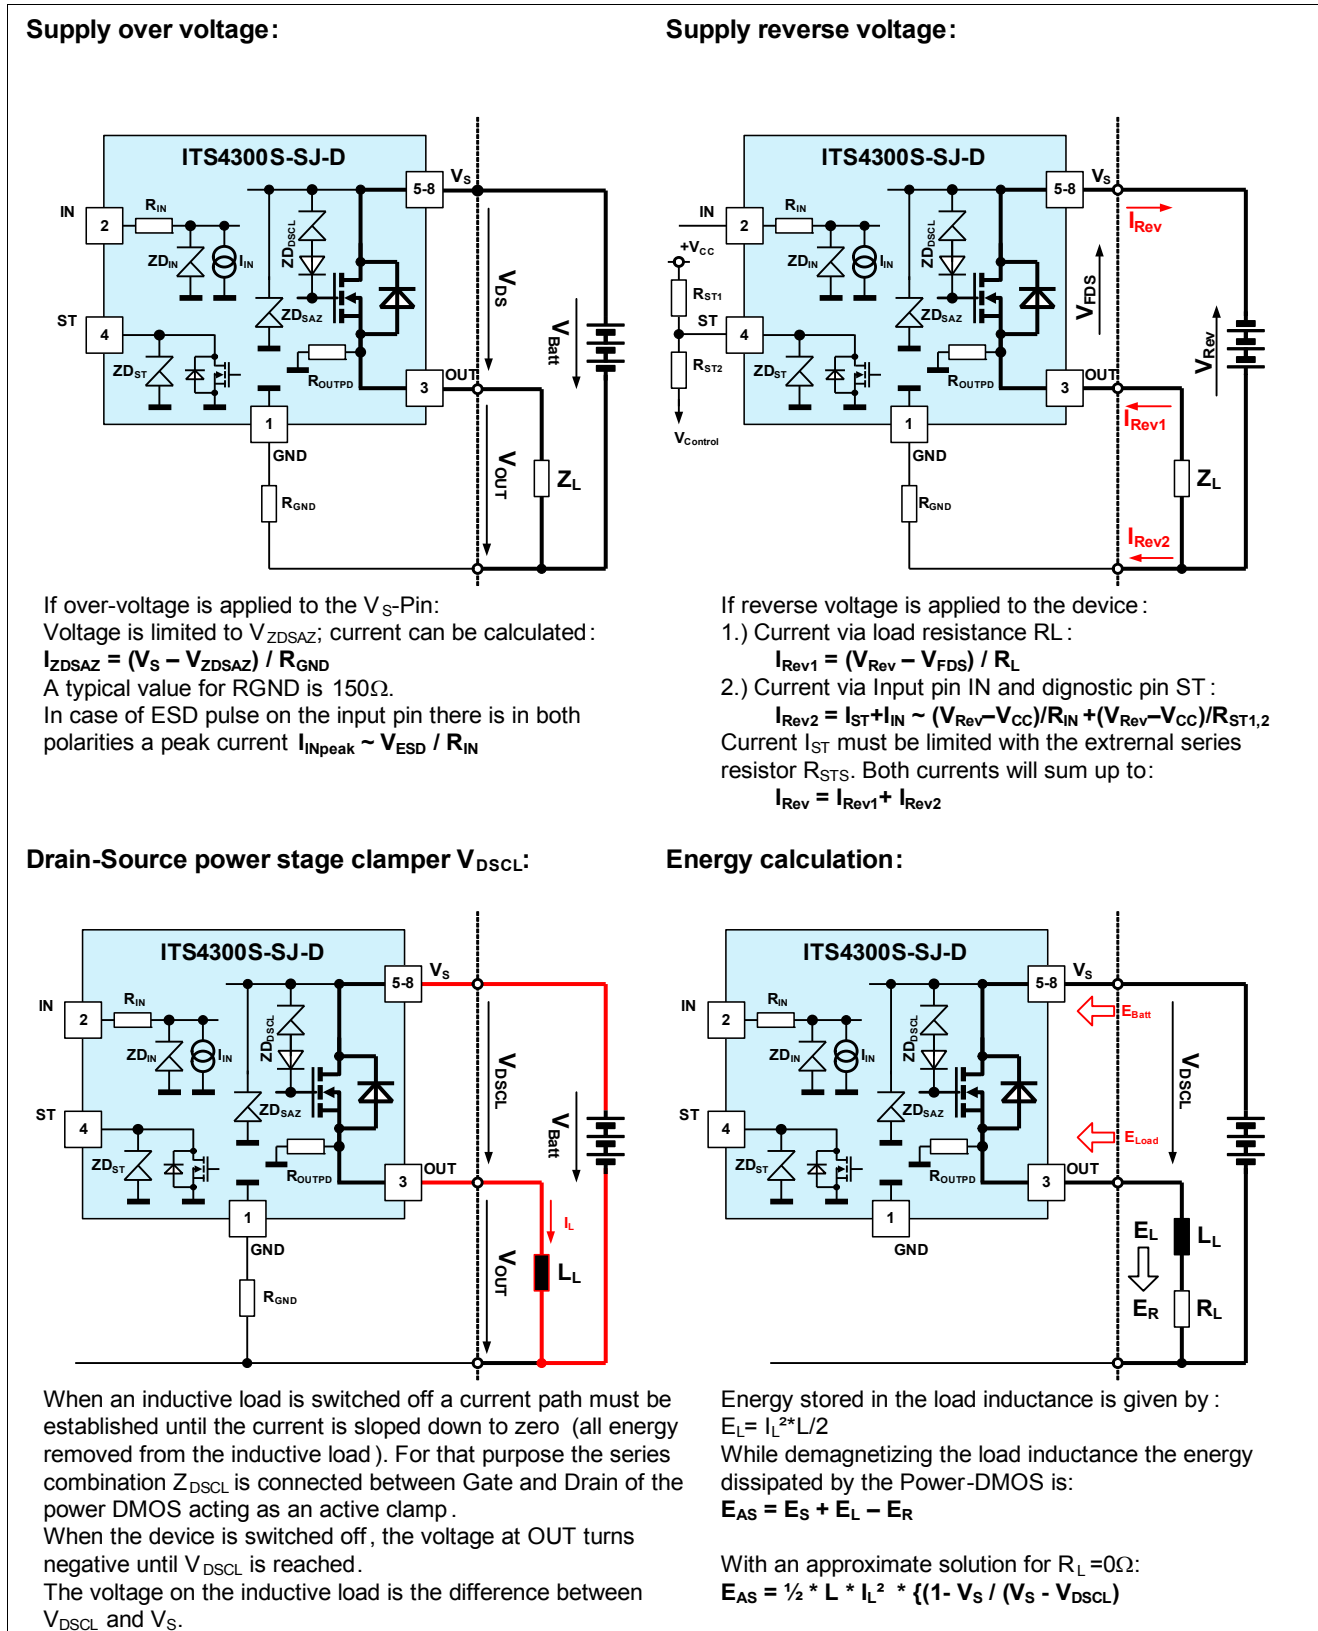 Supply over voltage:
ITS4300S-SJ-D
VS
5-8
IN
2
RIN
ZDIN
IIN
ZDDSCL
ZDSAZ
VDS
VBatt
ST
4
ZDST
ROUTPD
OUT
3
1
GND
RGND
VOUT
ZL
If over-voltage is applied to the VS-Pin:
Voltage is limited to VZDSAZ; current can be calculated:
IZDSAZ = (VS – VZDSAZ) / RGND
A typical value for RGND is 150Ω.
In case of ESD pulse on the input pin there is in both
polarities a peak current IINpeak ~ VESD / RIN
Supply reverse voltage:
ITS4300S-SJ-D
VS
5-8
IRev
IN
2
RIN
+VCC
ZDIN
IIN
ZDDSCL
RST1
ZDSAZ
VFDS
VRev
ST
4
RST2
ZDST
ROUTPD
OUT
3
IRev1
VControl
1
GND
RGND
ZL
IRev2
If reverse voltage is applied to the device:
1.) Current via load resistance RL:
IRev1 = (VRev – VFDS) / RL
2.) Current via Input pin IN and dignostic pin ST:
IRev2 = IST+IIN ~ (VRev–VCC)/RIN +(VRev–VCC)/RST1,2
Current IST must be limited with the extrernal series
resistor RSTS. Both currents will sum up to:
IRev = IRev1+ IRev2
Drain-Source power stage clamper VDSCL:
ITS4300S-SJ-D
VS
5-8
IN
2
RIN
ZDIN
IIN
ZDDSCL
ZDSAZ
VDSCL
VBatt
ST
4
ZDST
ROUTPD
OUT
3
1
GND
RGND
VOUT
IL
LL
When an inductive load is switched off a current path must be
established until the current is sloped down to zero (all energy
removed from the inductive load). For that purpose the series
combination ZDSCL is connected between Gate and Drain of the
power DMOS acting as an active clamp.
When the device is switched off, the voltage at OUT turns
negative until VDSCL is reached.
The voltage on the inductive load is the difference between
VDSCL and VS.
Energy calculation:
ITS4300S-SJ-D
VS
5-8
EBatt
IN
2
RIN
ZDIN
IIN
ZDDSCL
ZDSAZ
VDSCL
ELoad
ST
4
ZDST
ROUTPD
OUT
3
1
GND
EL
LL
ER
RL
Energy stored in the load inductance is given by:
EL= IL²*L/2
While demagnetizing the load inductance the energy
dissipated by the Power-DMOS is:
EAS = ES + EL – ER
With an approximate solution for RL =0Ω:
EAS = ½ * L * IL² * {(1- VS / (VS - VDSCL)